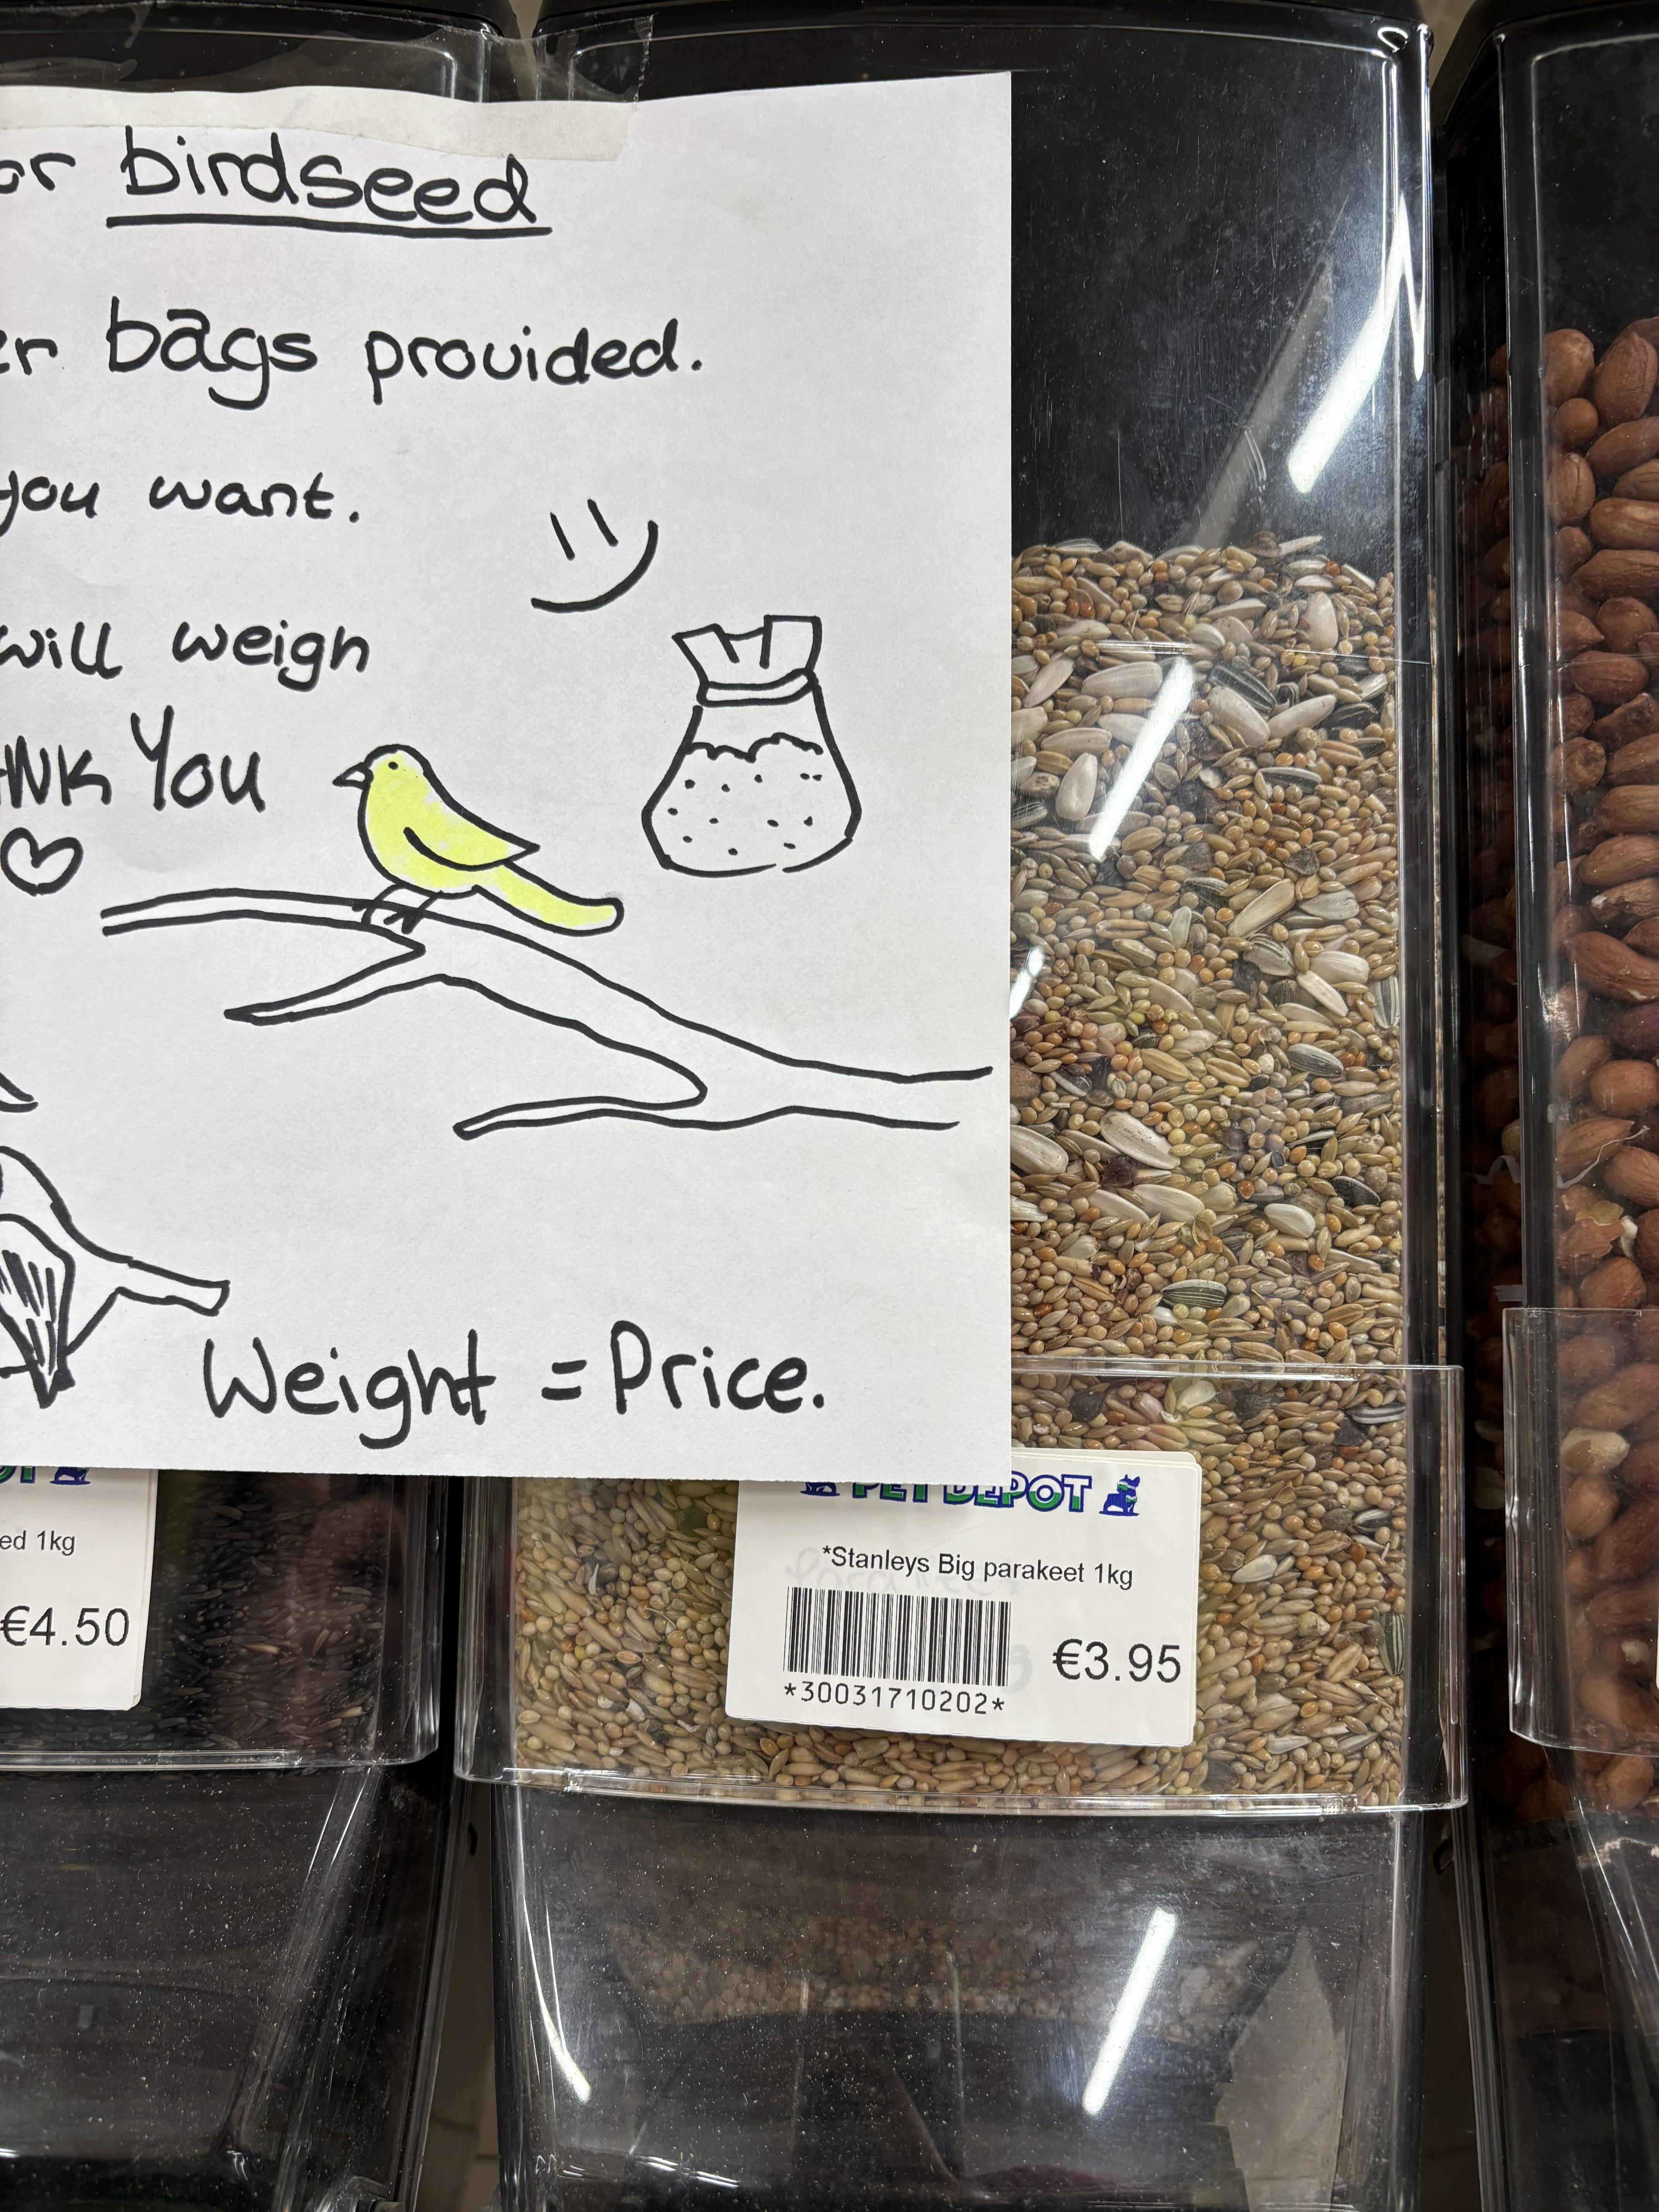 birdseed
bags provided.
you want.
will weigh
You
Weight = Price.
PET DEPOT
1kg
€4.50
*Stanleys Big parakeet 1kg
€3.95
*30031710202*